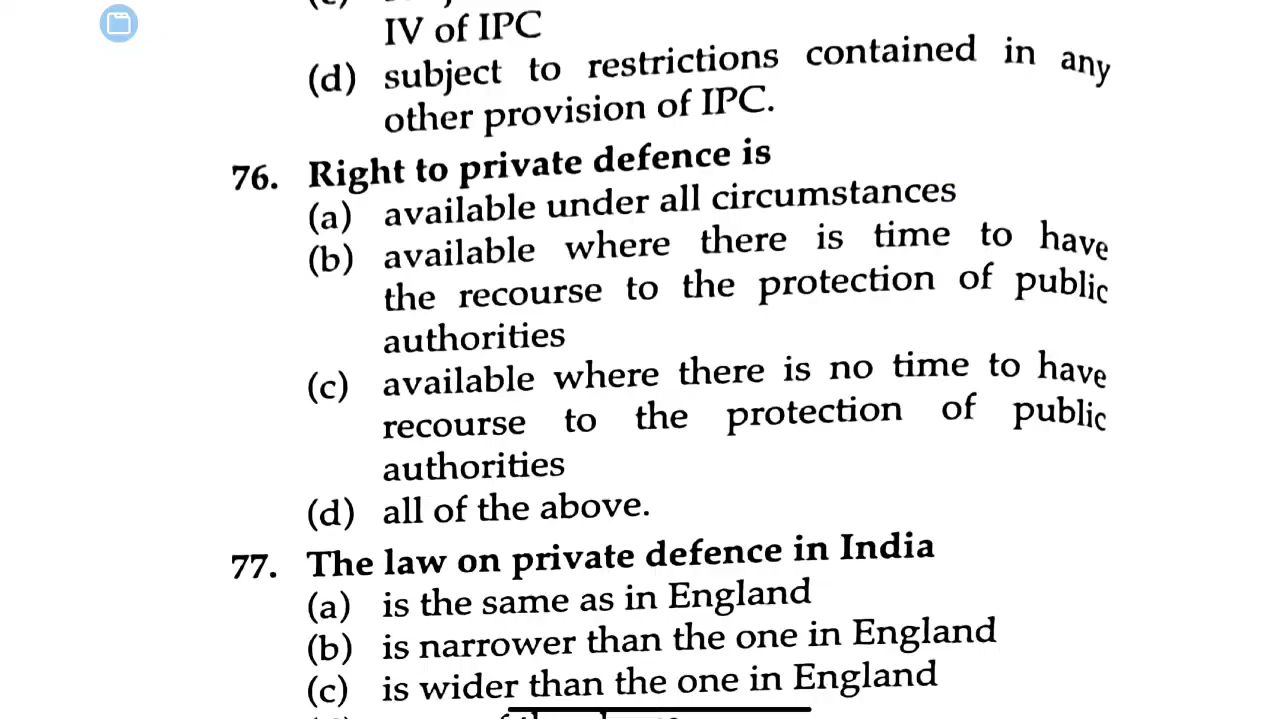 IV of IPC
(d) subject to restrictions contained in any
other provision of IPC.
76. Right to private defence is
(a) available under all circumstances
(b) available where there is time to have
the recourse to the protection of public
authorities
(c) available where there is no time to have
recourse to the protection of public
authorities
(d) all of the above.
77. The law on private defence in India
(a) is the same as in England
(b) is narrower than the one in England
(c) is wider than the one in England